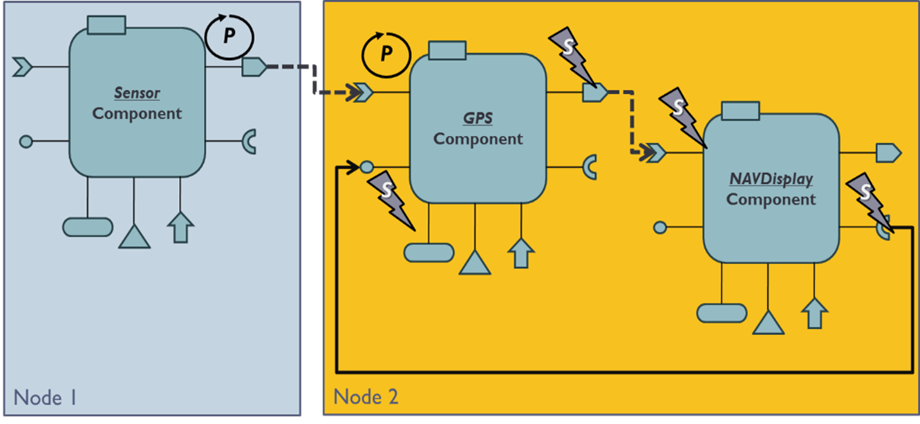 P
Sensor
Component
P
S
GPS
Component
S
S
NAVDisplay
Component
S
Node 1
Node 2